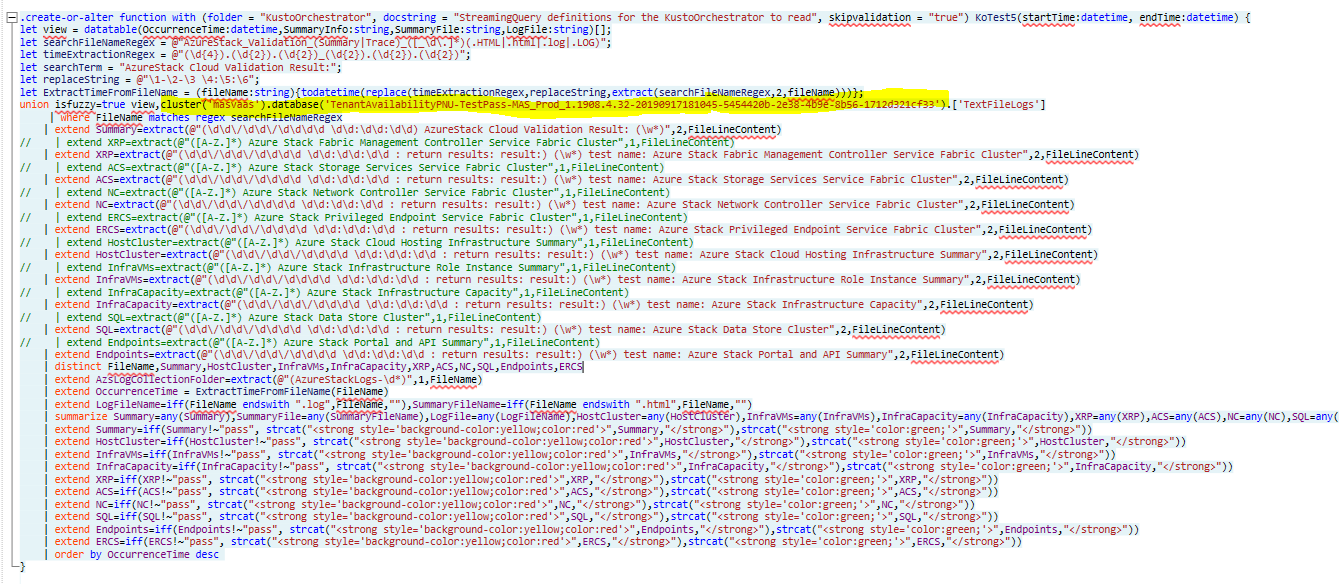 .create-or-alter function with (folder = "KustoOrchestrator", docstring = "StreamingQuery definitions for the KustoOrchestrator to read", skipvalidation = "true") KoTest5(startTime:datetime, endTime:datetime) {
let view = datatable(OccurrenceTime:datetime,SummaryInfo:string,SummaryFile:string,LogFile:string)[];
let searchFileNameRegex = @"AzureStack_Validation_(Summary|Trace)_([_\d\.]*)(.HTML|.html|.log|.LOG)";
let timeExtractionRegex = @"(\d{4}).(\d{2}).(\d{2})_(\d{2}).(\d{2}).(\d{2})";
let searchTerm = "AzureStack Cloud Validation Result:";
let replaceString = @"\1-\2-\3 \4:\5:\6";
let ExtractTimeFromFileName = (fileName:string){todatetime(replace(timeExtractionRegex,replaceString,extract(searchFileNameRegex,2,fileName)))};
union isfuzzy=true view,cluster('masvaas').database('TenantAvailabilityPNU-TestPass-MAS_Prod_1.1908.4.32-20190917181045-5454420b-2e38-4b9e-8b56-1712d321cf33').['TextFileLogs']
| where FileName matches regex searchFileNameRegex
| extend Summary=extract(@"(\d\d\/\d\d\/\d\d\d\d \d\d:\d\d:\d\d) AzureStack Cloud Validation Result: (\w*)",2,FileLineContent)
// | extend XRP=extract(@"([A-Z.]*) Azure Stack Fabric Management Controller Service Fabric Cluster",1,FileLineContent)
| extend XRP=extract(@"(\d\d\/\d\d\/\d\d\d\d \d\d:\d\d:\d\d : return results: result:) (\w*) test name: Azure Stack Fabric Management Controller Service Fabric Cluster",2,FileLineContent)
// | extend ACS=extract(@"([A-Z.]*) Azure Stack Storage Services Service Fabric Cluster",1,FileLineContent)
| extend ACS=extract(@"(\d\d\/\d\d\/\d\d\d\d \d\d:\d\d:\d\d : return results: result:) (\w*) test name: Azure Stack Storage Services Service Fabric Cluster",2,FileLineContent)
// | extend NC=extract(@"([A-Z.]*) Azure Stack Network Controller Service Fabric Cluster",1,FileLineContent)
| extend NC=extract(@"(\d\d\/\d\d\/\d\d\d\d \d\d:\d\d:\d\d : return results: result:) (\w*) test name: Azure Stack Network Controller Service Fabric Cluster",2,FileLineContent)
// | extend ERCS=extract(@"([A-Z.]*) Azure Stack Privileged Endpoint Service Fabric Cluster",1,FileLineContent)
| extend ERCS=extract(@"(\d\d\/\d\d\/\d\d\d\d \d\d:\d\d:\d\d : return results: result:) (\w*) test name: Azure Stack Privileged Endpoint Service Fabric Cluster",2,FileLineContent)
// | extend HostCluster=extract(@"([A-Z.]*) Azure Stack Cloud Hosting Infrastructure Summary",1,FileLineContent)
| extend HostCluster=extract(@"(\d\d\/\d\d\/\d\d\d\d \d\d:\d\d:\d\d : return results: result:) (\w*) test name: Azure Stack Cloud Hosting Infrastructure Summary",2,FileLineContent)
// | extend InfraVMs=extract(@"([A-Z.]*) Azure Stack Infrastructure Role Instance Summary",1,FileLineContent)
| extend InfraVMs=extract(@"(\d\d\/\d\d\/\d\d\d\d \d\d:\d\d:\d\d : return results: result:) (\w*) test name: Azure Stack Infrastructure Role Instance Summary",2,FileLineContent)
// | extend InfraCapacity=extract(@"([A-Z.]*) Azure Stack Infrastructure Capacity",1,FileLineContent)
| extend InfraCapacity=extract(@"(\d\d\/\d\d\/\d\d\d\d \d\d:\d\d:\d\d : return results: result:) (\w*) test name: Azure Stack Infrastructure Capacity",2,FileLineContent)
// | extend SQL=extract(@"([A-Z.]*) Azure Stack Data Store Cluster",1,FileLineContent)
| extend SQL=extract(@"(\d\d\/\d\d\/\d\d\d\d \d\d:\d\d:\d\d : return results: result:) (\w*) test name: Azure Stack Data Store Cluster",2,FileLineContent)
// | extend Endpoints=extract(@"([A-Z.]*) Azure Stack Portal and API Summary",1,FileLineContent)
| extend Endpoints=extract(@"(\d\d\/\d\d\/\d\d\d\d \d\d:\d\d:\d\d : return results: result:) (\w*) test name: Azure Stack Portal and API Summary",2,FileLineContent)
| distinct FileName,Summary,HostCluster,InfraVMs,InfraCapacity,XRP,ACS,NC,SQL,Endpoints,ERCS
| extend AzsLogCollectionFolder=extract(@"(AzureStackLogs-\d*)",1,FileName)
| extend OccurrenceTime = ExtractTimeFromFileName(FileName)
| extend LogFileName=iff(FileName endswith ".log",FileName,""),SummaryFileName=iff(FileName endswith ".html",FileName,"")
| summarize Summary=any(Summary),SummaryFile=any(SummaryFileName),LogFile=any(LogFileName),HostCluster=any(HostCluster),InfraVMs=any(InfraVMs),InfraCapacity=any(InfraCapacity),XRP=any(XRP),ACS=any(ACS),NC=any(NC),SQL=any(
| extend Summary=iff(Summary!~"pass", strcat("<strong style='background-color:yellow;color:red'>",Summary,"</strong>"),strcat("<strong style='color:green;'>",Summary,"</strong>"))
| extend HostCluster=iff(HostCluster!~"pass", strcat("<strong style='background-color:yellow;color:red'>",HostCluster,"</strong>"),strcat("<strong style='color:green;'>",HostCluster,"</strong>"))
| extend InfraVMs=iff(InfraVMs!~"pass", strcat("<strong style='background-color:yellow;color:red'>",InfraVMs,"</strong>"),strcat("<strong style='color:green;'>",InfraVMs,"</strong>"))
| extend InfraCapacity=iff(InfraCapacity!~"pass", strcat("<strong style='background-color:yellow;color:red'>",InfraCapacity,"</strong>"),strcat("<strong style='color:green;'>",InfraCapacity,"</strong>"))
| extend XRP=iff(XRP!~"pass", strcat("<strong style='background-color:yellow;color:red'>",XRP,"</strong>"),strcat("<strong style='color:green;'>",XRP,"</strong>"))
| extend ACS=iff(ACS!~"pass", strcat("<strong style='background-color:yellow;color:red'>",ACS,"</strong>"),strcat("<strong style='color:green;'>",ACS,"</strong>"))
| extend NC=iff(NC!~"pass", strcat("<strong style='background-color:yellow;color:red'>",NC,"</strong>"),strcat("<strong style='color:green;'>",NC,"</strong>"))
| extend SQL=iff(SQL!~"pass", strcat("<strong style='background-color:yellow;color:red'>",SQL,"</strong>"),strcat("<strong style='color:green;'>",SQL,"</strong>"))
| extend Endpoints=iff(Endpoints!~"pass", strcat("<strong style='background-color:yellow;color:red'>",Endpoints,"</strong>"),strcat("<strong style='color:green;'>",Endpoints,"</strong>"))
| extend ERCS=iff(ERCS!~"pass", strcat("<strong style='background-color:yellow;color:red'>",ERCS,"</strong>"),strcat("<strong style='color:green;'>",ERCS,"</strong>"))
| order by OccurrenceTime desc
}